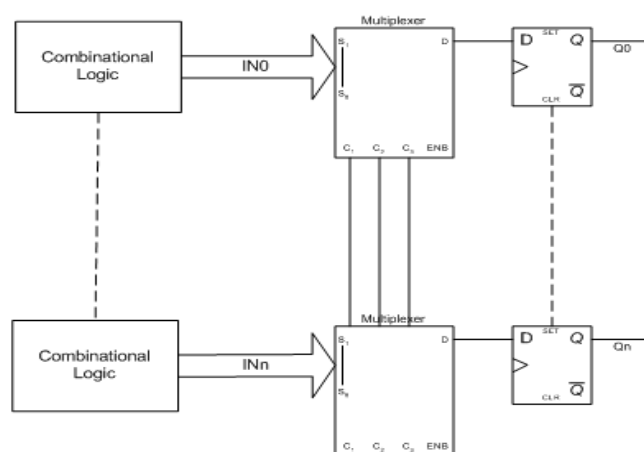 Combinational
Logic
IN0
Multiplexer
S₁
S₈
D
C₁ C₂ C₃ ENB
D SET Q
Q̅
CLR
Q0
Combinational
Logic
INn
Multiplexer
S₁
S₈
D
C₁ C₂ C₃ ENB
D SET Q
Q̅
CLR
Qn